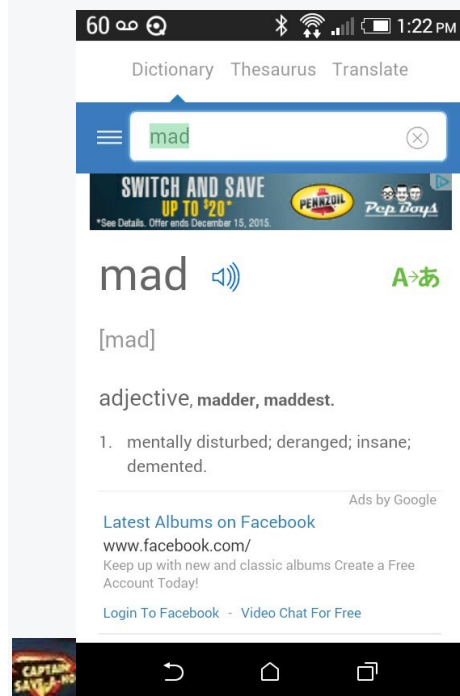 60 1:22 PM
Dictionary Thesaurus Translate
mad
SWITCH AND SAVE
UP TO $20*
*See Details. Offer ends December 15, 2015.
PENNZOIL
Pep Boys
mad A→あ
[mad]
adjective, madder, maddest.
1. mentally disturbed; deranged; insane;
demented.
Ads by Google
Latest Albums on Facebook
www.facebook.com/
Keep up with new and classic albums Create a Free
Account Today!
Login To Facebook - Video Chat For Free
CAPTAIN
SAVE-A-HO